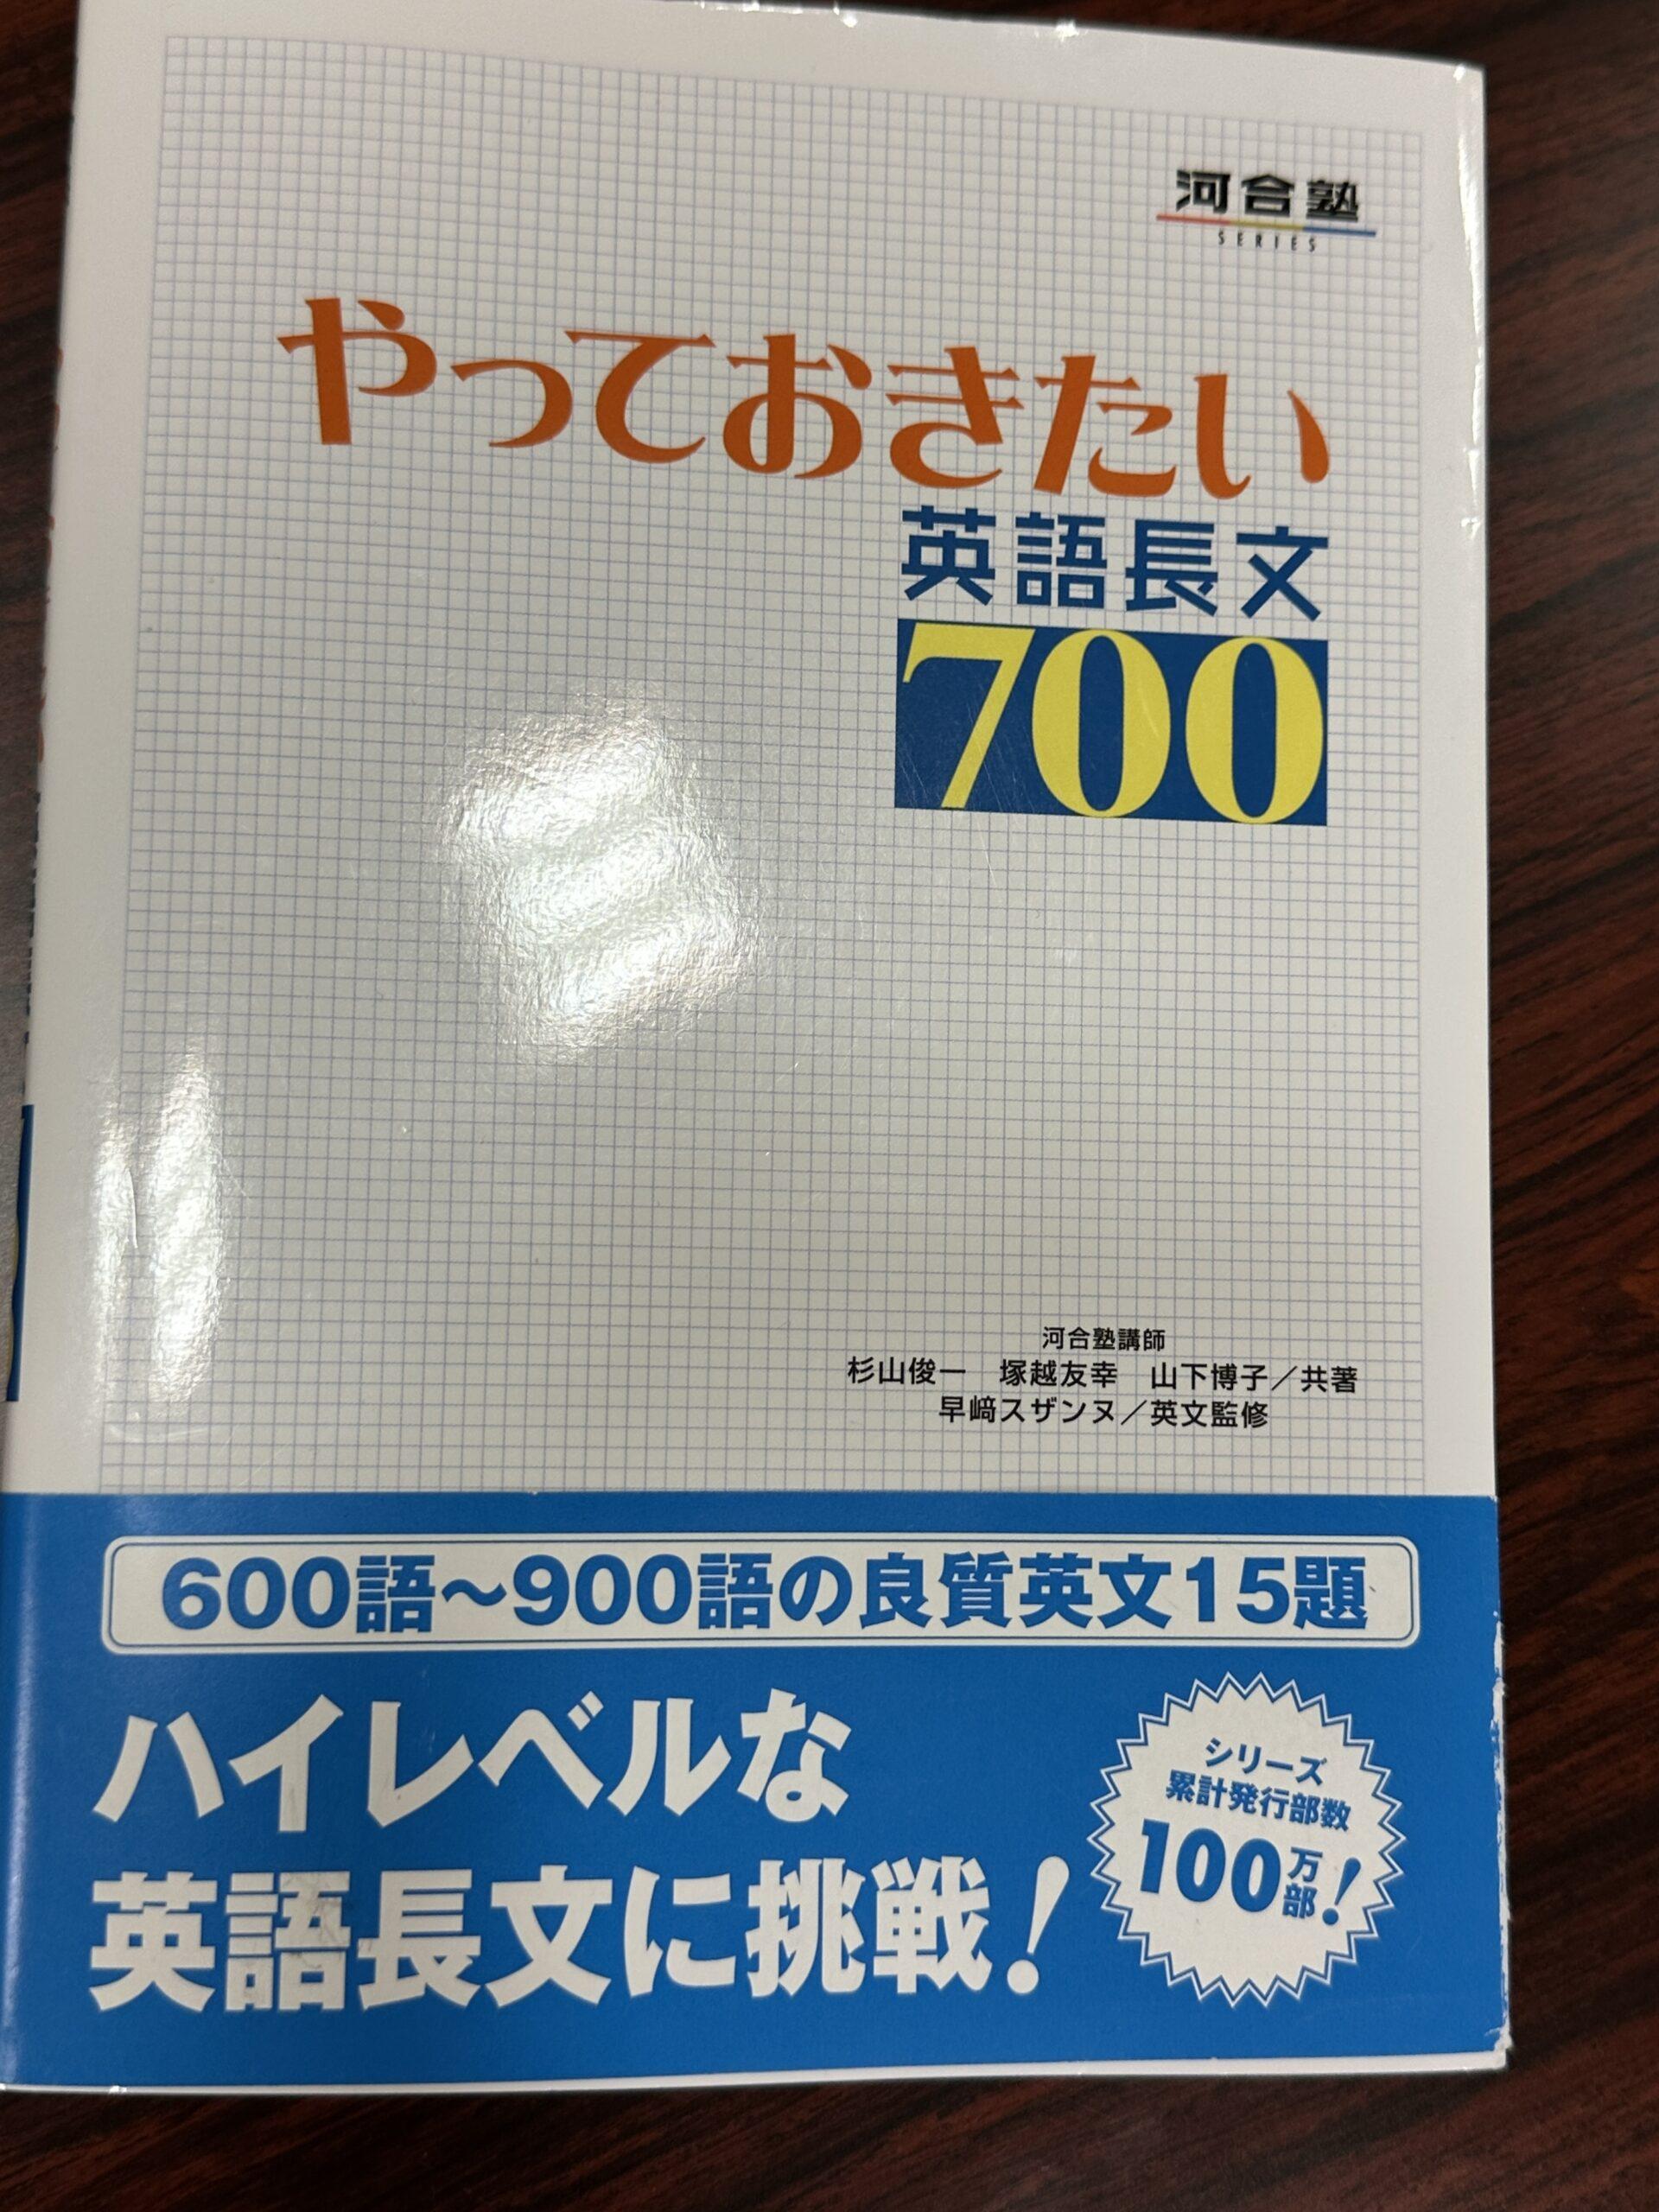 河合塾
SERIES
やっておきたい
英語長文
700
河合塾講師
杉山俊一 塚越友幸 山下博子／共著
早﨑スザンヌ／英文監修
600語～900語の良質英文15題
ハイレベルな
英語長文に挑戦!
シリーズ
累計発行部数
100万部!